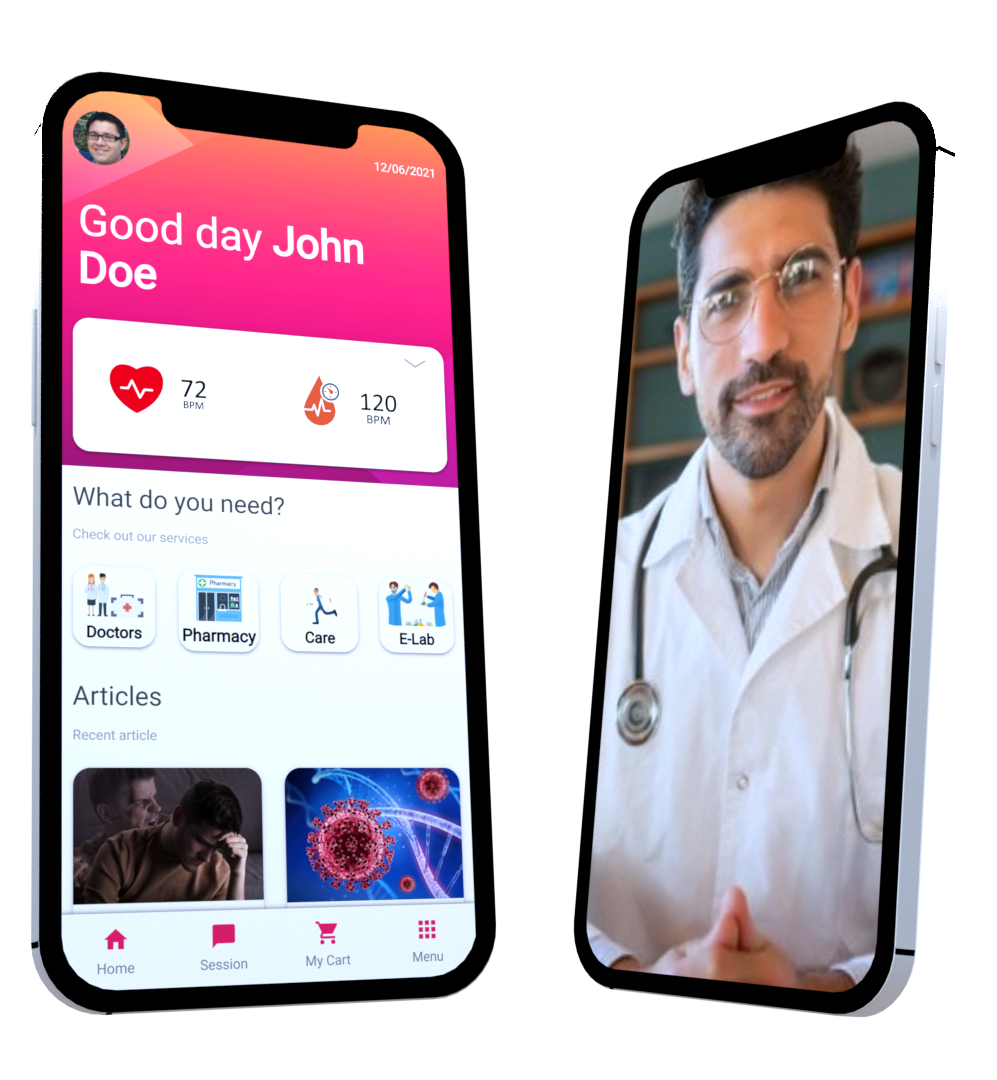 12/06/2021
Good day John
Doe
72
BPM
120
BPM
What do you need?
Check out our services
Pharmacy
Doctors
Pharmacy
Care
E-Lab
Articles
Recent article
Home
Session
My Cart
Menu